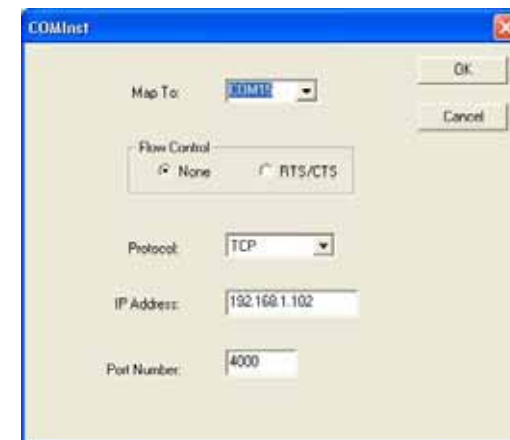 COMInst
OK
Map To: COM15
Cancel
Flow Control
None RTS/CTS
Protocol: TCP
IP Address: 192.168.1.102
Port Number: 4000